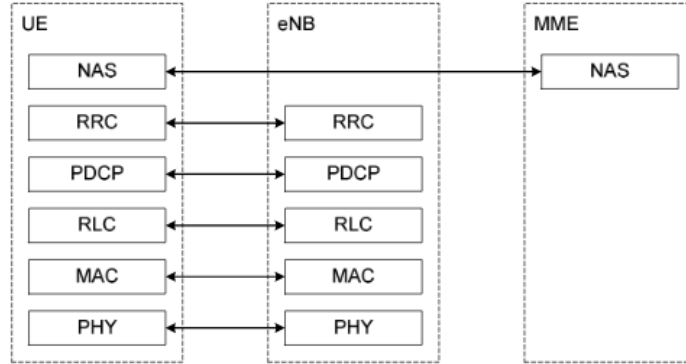 UE eNB MME
NAS NAS
RRC RRC
PDCP PDCP
RLC RLC
MAC MAC
PHY PHY